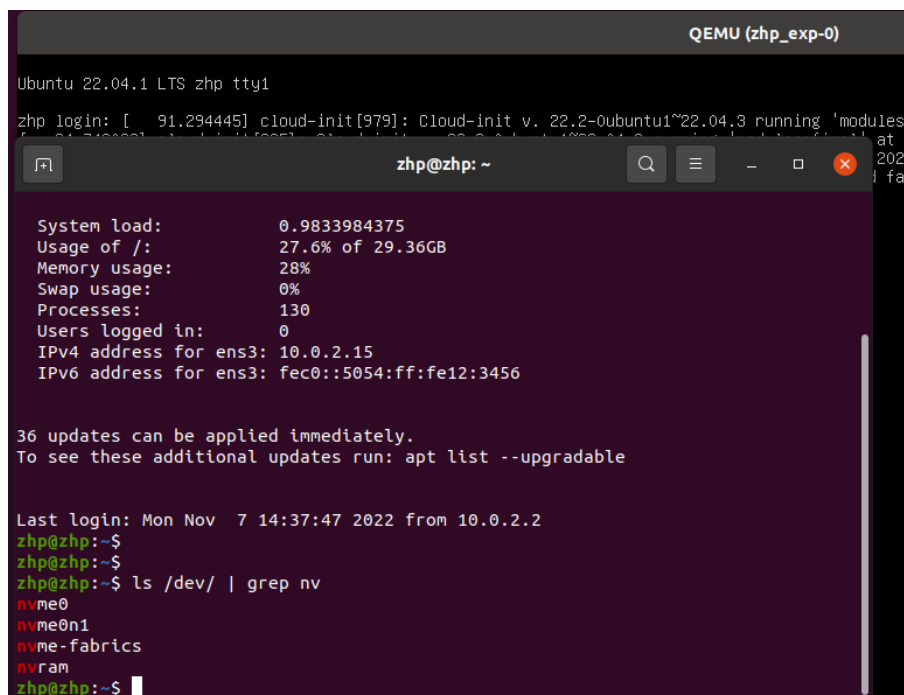 QEMU (zhp_exp-0)
Ubuntu 22.04.1 LTS zhp tty1
zhp login: [   91.294445] cloud-init[979]: Cloud-init v. 22.2-0ubuntu1~22.04.3 running 'modules
at
zhp@zhp: ~
202
fa
System load:            0.9833984375
Usage of /:             27.6% of 29.36GB
Memory usage:           28%
Swap usage:             0%
Processes:              130
Users logged in:        0
IPv4 address for ens3: 10.0.2.15
IPv6 address for ens3: fec0::5054:ff:fe12:3456
36 updates can be applied immediately.
To see these additional updates run: apt list --upgradable
Last login: Mon Nov  7 14:37:47 2022 from 10.0.2.2
zhp@zhp:~$
zhp@zhp:~$
zhp@zhp:~$ ls /dev/ | grep nv
nvme0
nvme0n1
nvme-fabrics
nvram
zhp@zhp:~$